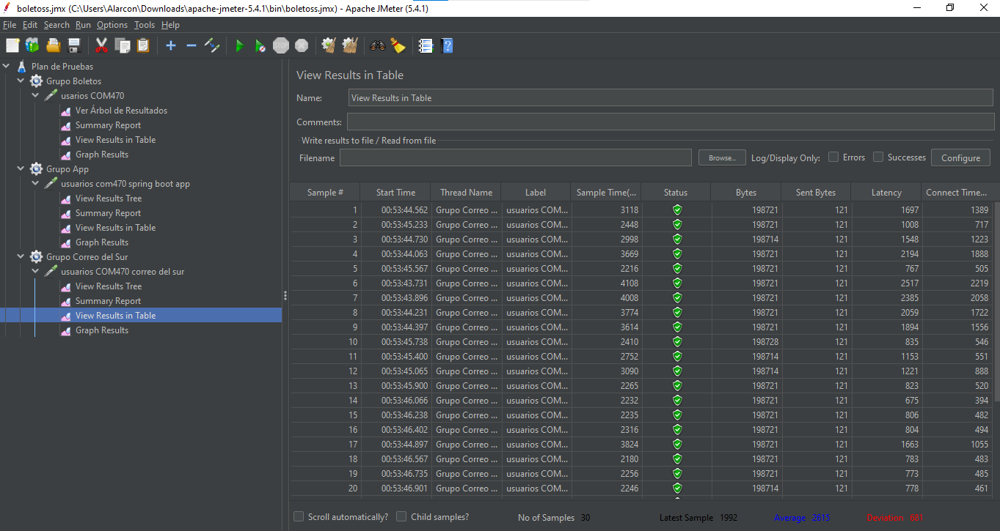 boletoss.jmx (C:\Users\Alarcon\Downloads\apache-jmeter-5.4.1\bin\boletoss.jmx) - Apache JMeter (5.4.1)
File Edit Search Run Options Tools Help
STOP
Plan de Pruebas
Grupo Boletos
usarios COM470
Ver Árbol de Resultados
Summary Report
View Results in Table
Graph Results
Grupo App
usuarios com470 spring boot app
View Results Tree
Summary Report
View Results in Table
Graph Results
Grupo Correo del Sur
usuarios COM470 correo del sur
View Results Tree
Summary Report
View Results in Table
Graph Results
View Results in Table
Name: View Results in Table
Comments:
Write results to file / Read from file
Filename Browse... Log/Display Only: Errors Successes Configure
Sample # Start Time Thread Name Label Sample Time(... Status Bytes Sent Bytes Latency Connect Time...
1 00:53:44.562 Grupo Correo ... usuarios COM... 3118 198721 121 1697 1389
2 00:53:45.233 Grupo Correo ... usuarios COM... 2448 198721 121 1008 717
3 00:53:44.730 Grupo Correo ... usuarios COM... 2998 198714 121 1548 1223
4 00:53:44.063 Grupo Correo ... usuarios COM... 3669 198721 121 2194 1888
5 00:53:45.567 Grupo Correo ... usuarios COM... 2216 198721 121 767 505
6 00:53:43.731 Grupo Correo ... usuarios COM... 4108 198721 121 2517 2219
7 00:53:43.896 Grupo Correo ... usuarios COM... 4008 198721 121 2385 2058
8 00:53:44.231 Grupo Correo ... usuarios COM... 3774 198721 121 2059 1722
9 00:53:44.397 Grupo Correo ... usuarios COM... 3614 198721 121 1894 1556
10 00:53:45.738 Grupo Correo ... usuarios COM... 2410 198728 121 835 546
11 00:53:45.400 Grupo Correo ... usuarios COM... 2752 198714 121 1153 551
12 00:53:45.065 Grupo Correo ... usuarios COM... 3090 198714 121 1221 888
13 00:53:45.900 Grupo Correo ... usuarios COM... 2265 198721 121 823 520
14 00:53:46.066 Grupo Correo ... usuarios COM... 2232 198721 121 675 394
15 00:53:46.238 Grupo Correo ... usuarios COM... 2235 198721 121 806 482
16 00:53:46.402 Grupo Correo ... usuarios COM... 2316 198721 121 804 494
17 00:53:44.897 Grupo Correo ... usuarios COM... 3824 198721 121 1663 1055
18 00:53:46.567 Grupo Correo ... usuarios COM... 2180 198721 121 783 483
19 00:53:46.735 Grupo Correo ... usuarios COM... 2256 198721 121 773 485
20 00:53:46.901 Grupo Correo ... usuarios COM... 2246 198714 121 778 461
Scroll automatically? Child samples? No of Samples 30 Latest Sample 1992 Average 2615 Deviation 681